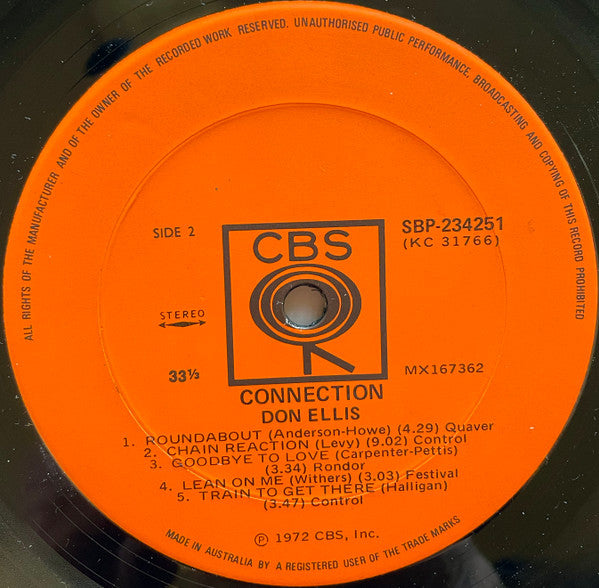 ALL RIGHTS OF THE MANUFACTURER AND OF THE OWNER OF THE RECORDED WORK RESERVED. UNAUTHORISED PUBLIC PERFORMANCE, BROADCASTING AND COPYING OF THIS RECORD PROHIBITED
SIDE 2
CBS
SBP-234251
(KC 31766)
STEREO
33⅓
MX167362
CONNECTION
DON ELLIS
1. ROUNDABOUT (Anderson-Howe) (4.29) Quaver
2. CHAIN REACTION (Levy) (9.02) Control
3. GOODBYE TO LOVE (Carpenter-Pettis)
(3.34) Rondor
4. LEAN ON ME (Withers) (3.03) Festival
5. TRAIN TO GET THERE (Halligan)
(3.47) Control
℗ 1972 CBS, Inc.
MADE IN AUSTRALIA BY A REGISTERED USER OF THE TRADE MARKS